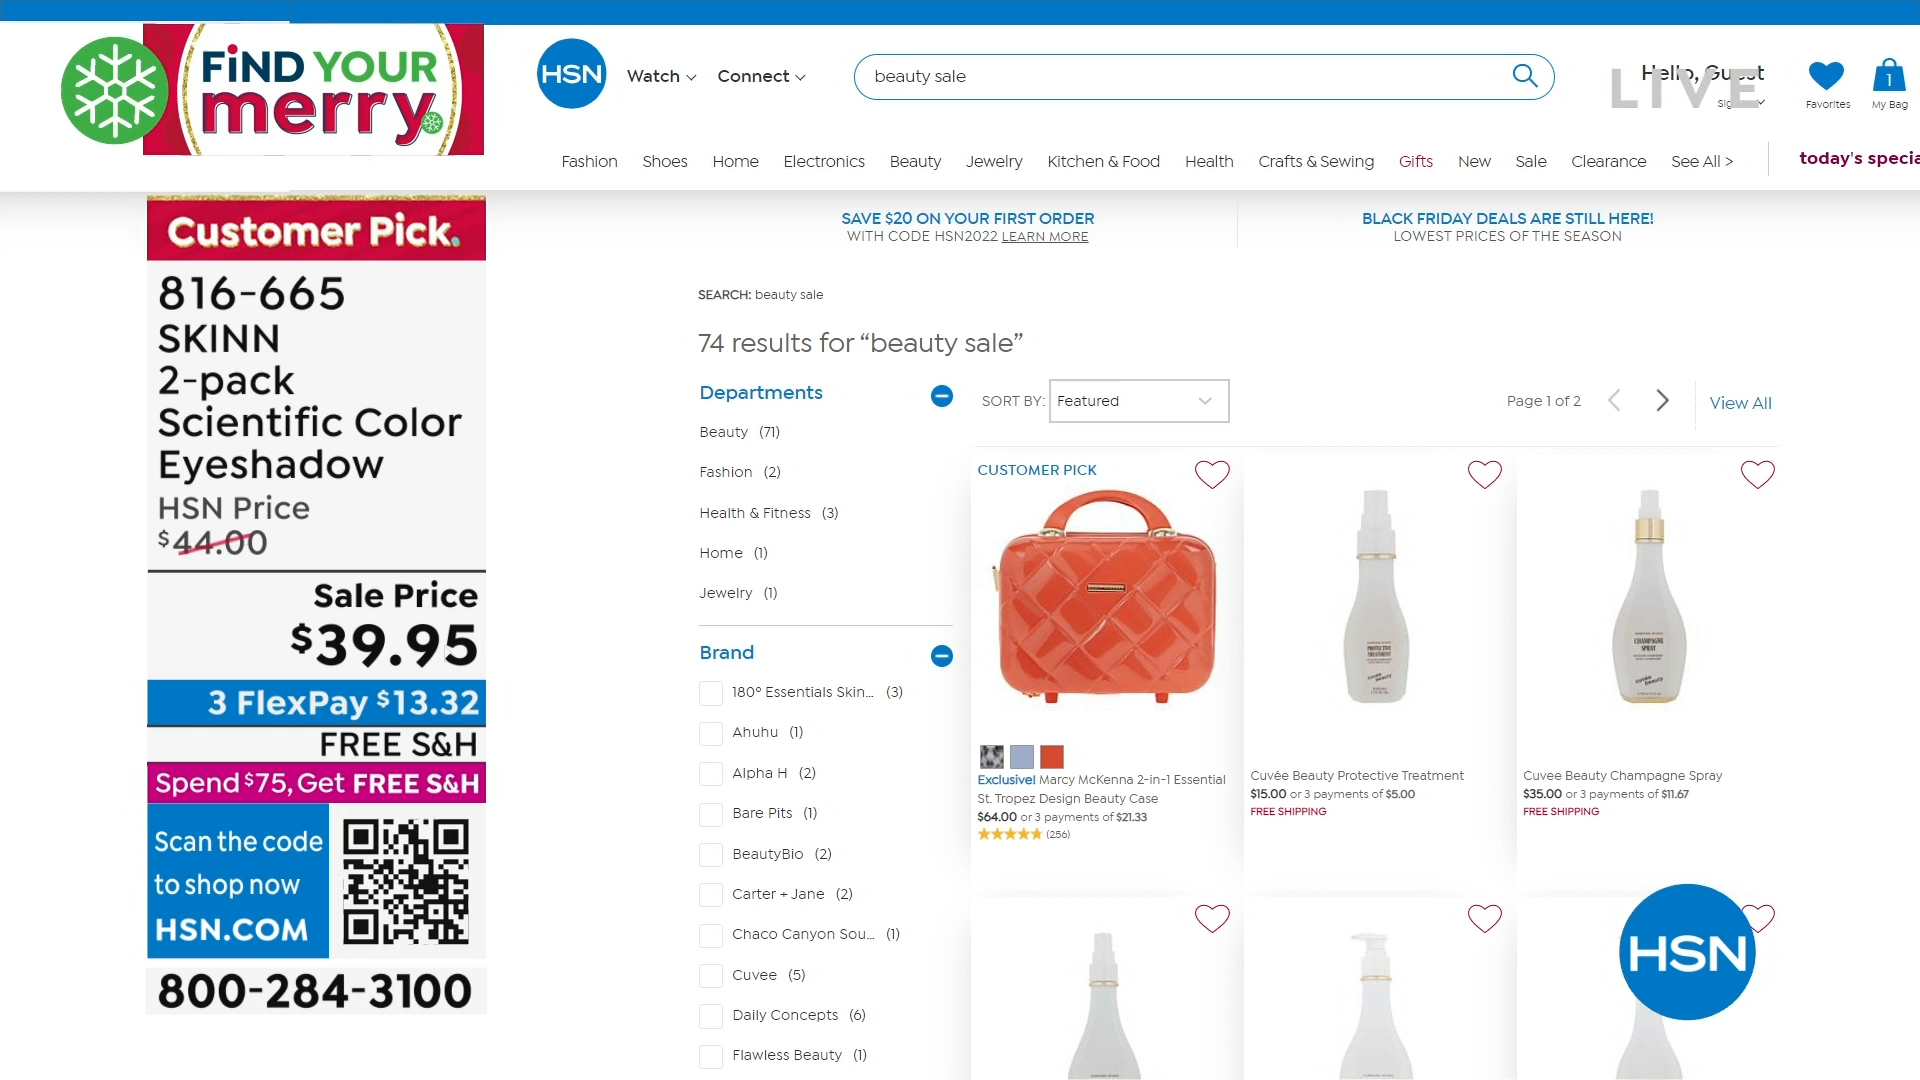 FiND YOUR
merry
HSN
Watch
Connect
beauty sale
Hello, Guest
LIVE
Favorites
1
My Bag
Fashion
Shoes
Home
Electronics
Beauty
Jewelry
Kitchen & Food
Health
Crafts & Sewing
Gifts
New
Sale
Clearance
See All >
today's specia
Customer Pick.
816-665
SKINN
2-pack
Scientific Color
Eyeshadow
HSN Price
$44.00
Sale Price
$39.95
3 FlexPay $13.32
FREE S&H
Spend $75, Get FREE S&H
Scan the code
to shop now
HSN.COM
800-284-3100
SAVE $20 ON YOUR FIRST ORDER
WITH CODE HSN2022 LEARN MORE
BLACK FRIDAY DEALS ARE STILL HERE!
LOWEST PRICES OF THE SEASON
SEARCH: beauty sale
74 results for “beauty sale”
Departments
Beauty (71)
Fashion (2)
Health & Fitness (3)
Home (1)
Jewelry (1)
Brand
180° Essentials Skin... (3)
Ahuhu (1)
Alpha H (2)
Bare Pits (1)
BeautyBio (2)
Carter + Jane (2)
Chaco Canyon Sou... (1)
Cuvee (5)
Daily Concepts (6)
Flawless Beauty (1)
SORT BY: Featured
Page 1 of 2
View All
CUSTOMER PICK
Exclusive! Marcy McKenna 2-in-1 Essential
St. Tropez Design Beauty Case
$64.00 or 3 payments of $21.33
(256)
PROTECTIVE
TREATMENT
cuvée beauty
Cuvée Beauty Protective Treatment
$15.00 or 3 payments of $5.00
FREE SHIPPING
CHAMPAGNE
SPRAY
cuvée beauty
Cuvee Beauty Champagne Spray
$35.00 or 3 payments of $11.67
FREE SHIPPING
HSN